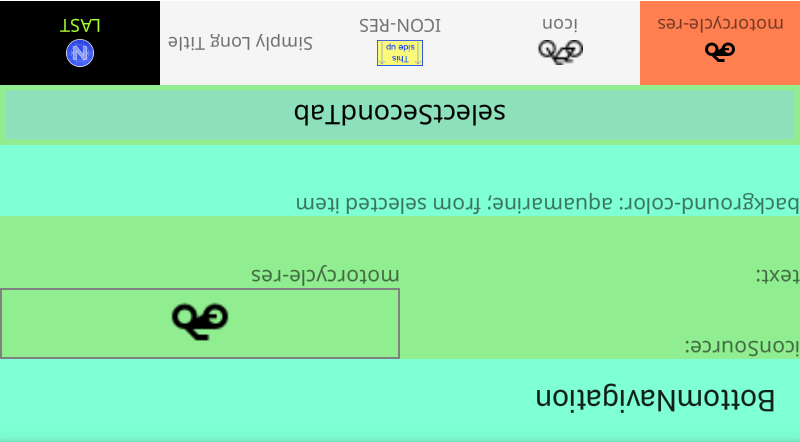 BottomNavigation
iconSource:
text: motorcycle-res
background-color: aquamarine; from selected item
selectSecondTab
motorcycle-res
icon
This
side up
ICON-RES
Simply Long Title
N
LAST